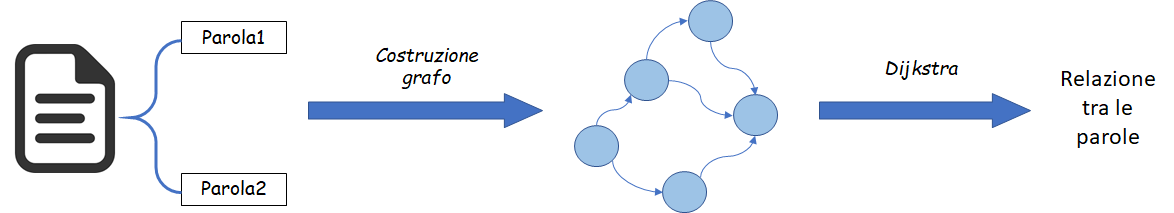 Parola1
Parola2
Costruzione
grafo
Dijkstra
Relazione
tra le
parole